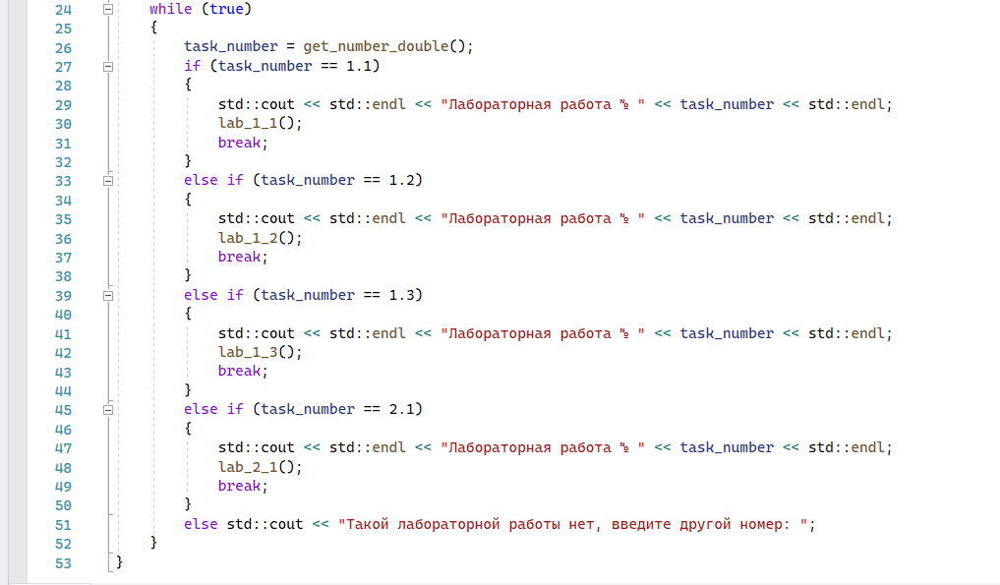 24 while (true)
25 {
26 task_number = get_number_double();
27 if (task_number == 1.1)
28 {
29 std::cout << std::endl << "Лабораторная работа № " << task_number << std::endl;
30 lab_1_1();
31 break;
32 }
33 else if (task_number == 1.2)
34 {
35 std::cout << std::endl << "Лабораторная работа № " << task_number << std::endl;
36 lab_1_2();
37 break;
38 }
39 else if (task_number == 1.3)
40 {
41 std::cout << std::endl << "Лабораторная работа № " << task_number << std::endl;
42 lab_1_3();
43 break;
44 }
45 else if (task_number == 2.1)
46 {
47 std::cout << std::endl << "Лабораторная работа № " << task_number << std::endl;
48 lab_2_1();
49 break;
50 }
51 else std::cout << "Такой лабораторной работы нет, введите другой номер: ";
52 }
53 }